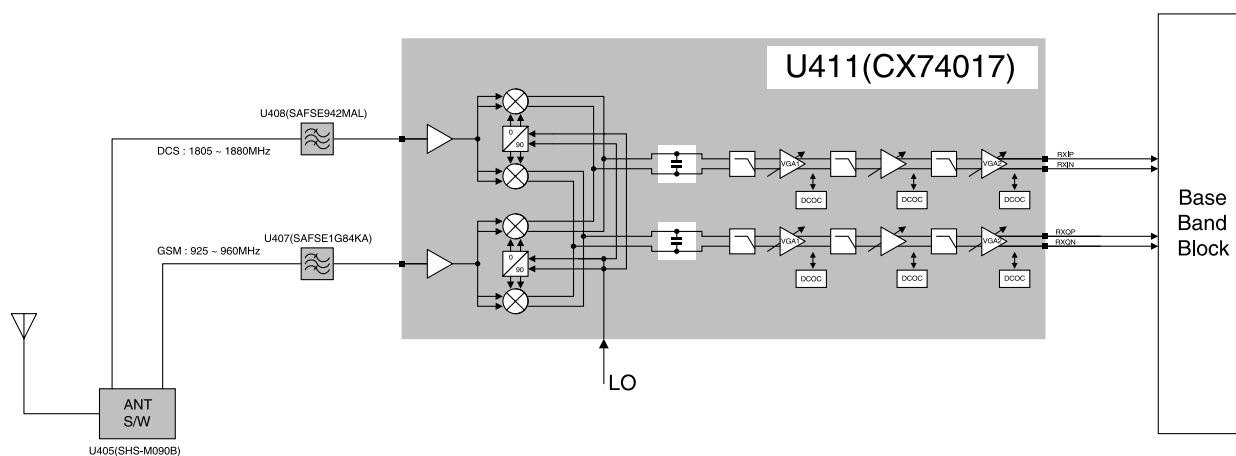 U411(CX74017)
U408(SAFSE942MAL)
DCS : 1805 ~ 1880MHz
0
90
VGA1
VGA2
DCOC
DCOC
DCOC
RXIP
RXIN
U407(SAFSE1G84KA)
GSM : 925 ~ 960MHz
0
90
VGA1
VGA2
DCOC
DCOC
DCOC
RXQP
RXQN
Base
Band
Block
LO
ANT
S/W
U405(SHS-M090B)